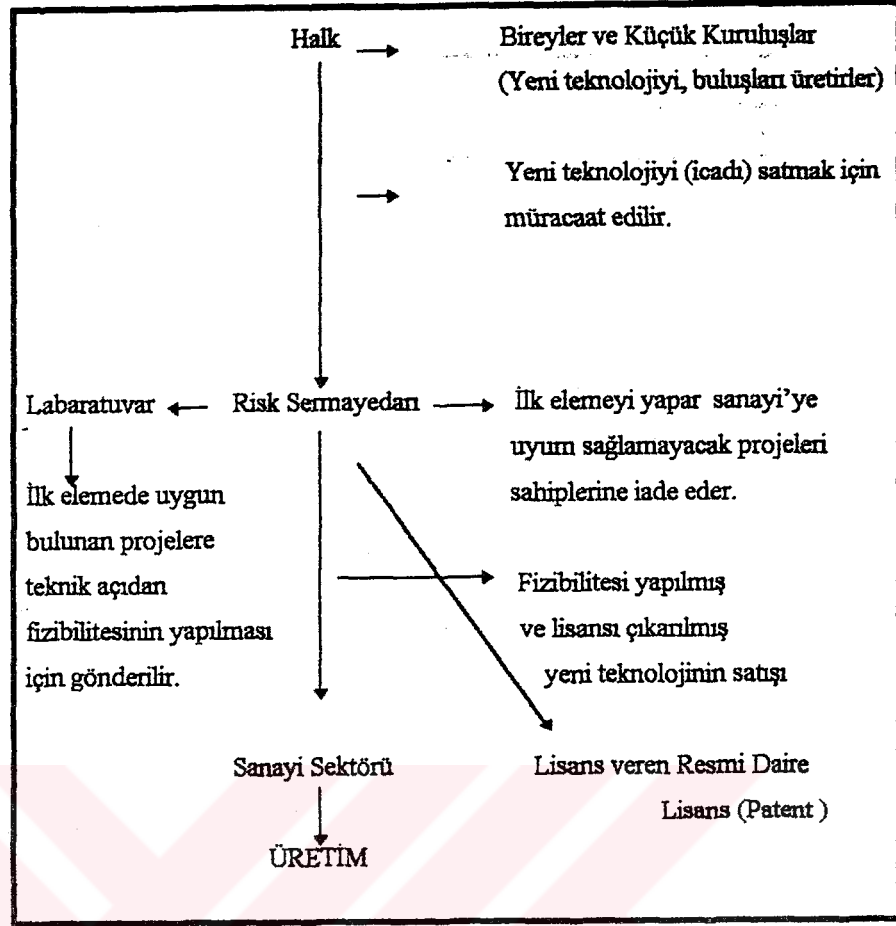 Halk
Bireyler ve Küçük Kuruluşlar
(Yeni teknolojiyi, buluşları üretirler)
Yeni teknolojiyi (icadı) satmak için
müracaat edilir.
Labaratuvar
Risk Sermayedarı
İlk elemeyi yapar sanayi'ye
uyum sağlamayacak projeleri
sahiplerine iade eder.
İlk elemede uygun
bulunan projelere
teknik açıdan
fizibilitesinin yapılması
için gönderilir.
Fizibilitesi yapılmış
ve lisansı çıkarılmış
yeni teknolojinin satışı
Sanayi Sektörü
Lisans veren Resmi Daire
Lisans (Patent )
ÜRETİM